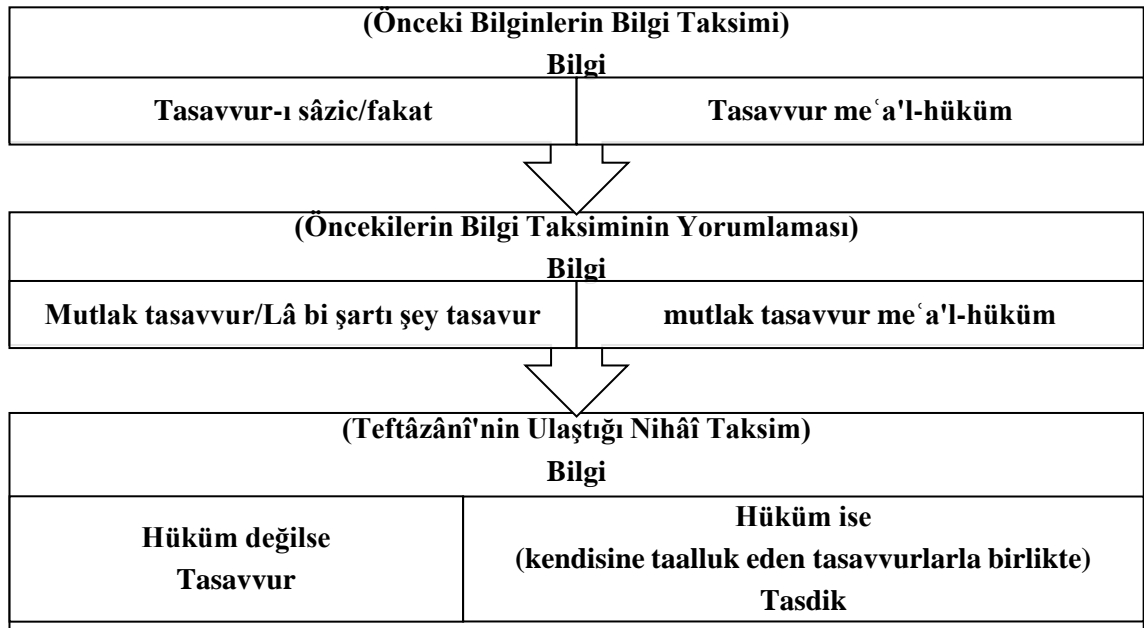 (Önceki Bilginlerin Bilgi Taksimi)
Bilgi
Tasavvur-ı sâzic/fakat
Tasavvur meʿa'l-hüküm
(Öncekilerin Bilgi Taksiminin Yorumlaması)
Bilgi
Mutlak tasavvur/Lâ bi şartı şey tasavur
mutlak tasavvur meʿa'l-hüküm
(Teftâzânî'nin Ulaştığı Nihâî Taksim)
Bilgi
Hüküm değilse
Tasavvur
Hüküm ise
(kendisine taalluk eden tasavvurlarla birlikte)
Tasdik